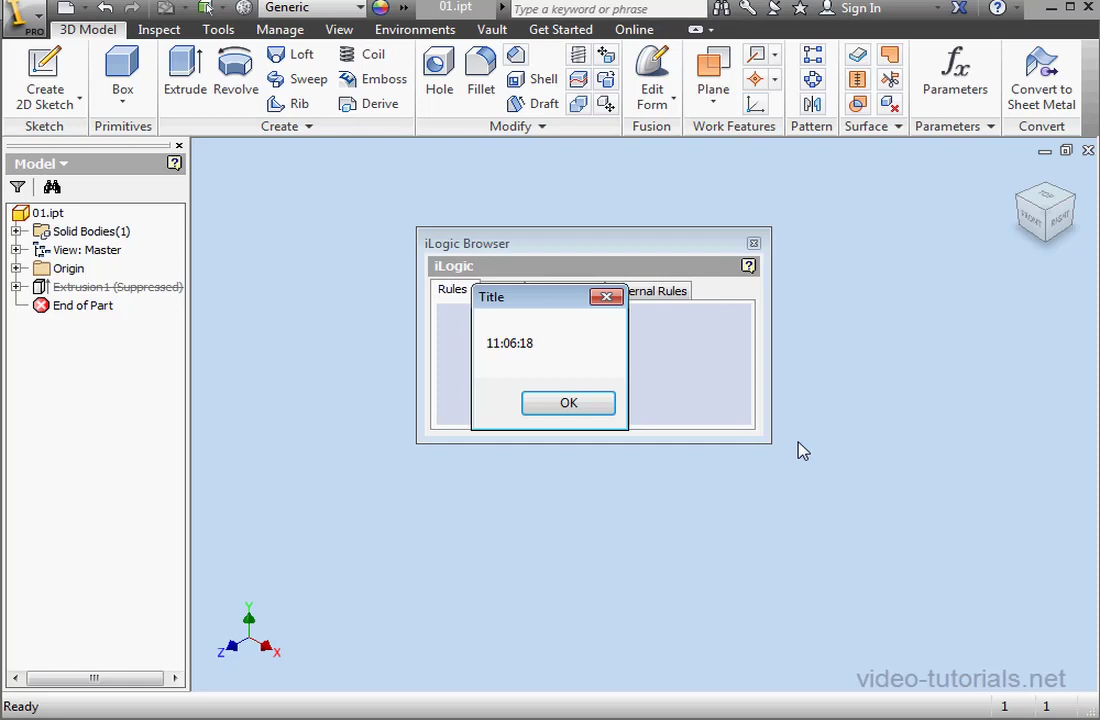 Generic 01.ipt Type a keyword or phrase Sign In
PRO 3D Model Inspect Tools Manage View Environments Vault Get Started Online
Create 2D Sketch
Box
Extrude
Revolve
Loft
Sweep
Rib
Coil
Emboss
Derive
Hole
Fillet
Shell
Draft
Edit Form
Plane
Parameters
Convert to Sheet Metal
Sketch Primitives Create Modify Fusion Work Features Pattern Surface Parameters Convert
Model
01.ipt
Solid Bodies(1)
View: Master
Origin
Extrusion1 (Suppressed)
End of Part
iLogic Browser
iLogic
Rules ernal Rules
Title
11:06:18
OK
TOP
FRONT RIGHT
Y
Z X
video-tutorials.net
Ready 1 1